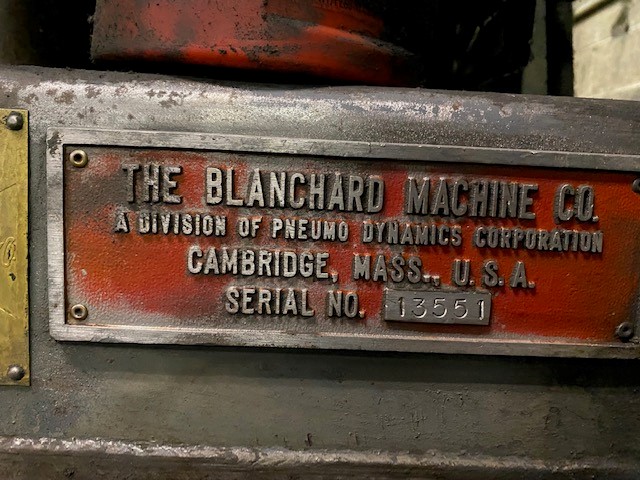 THE BLANCHARD MACHINE CO.
A DIVISION OF PNEUMO DYNAMICS CORPORATION
CAMBRIDGE, MASS., U.S.A.
SERIAL NO. 13551